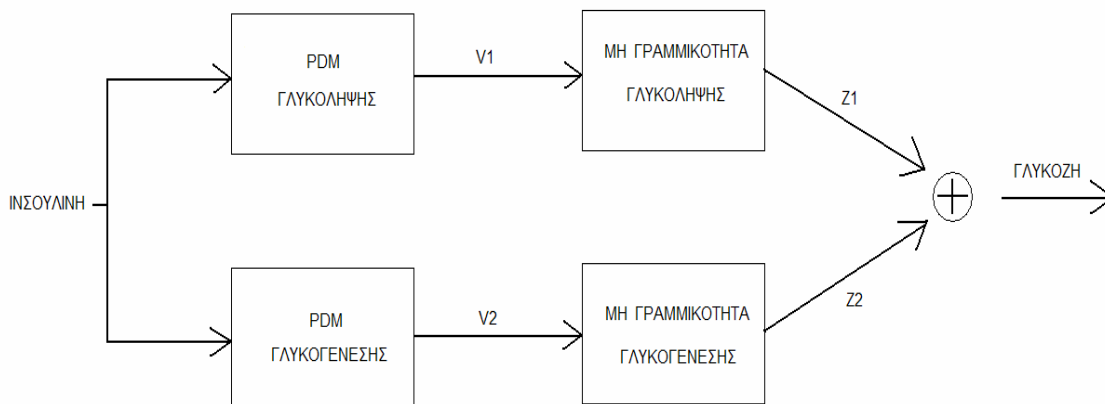 PDM
ΓΛΥΚΟΛΗΨΗΣ
V1
ΜΗ ΓΡΑΜΜΙΚΟΤΗΤΑ
ΓΛΥΚΟΛΗΨΗΣ
Z1
ΙΝΣΟΥΛΙΝΗ
ΓΛΥΚΟΖΗ
PDM
ΓΛΥΚΟΓΕΝΕΣΗΣ
V2
ΜΗ ΓΡΑΜΜΙΚΟΤΗΤΑ
ΓΛΥΚΟΓΕΝΕΣΗΣ
Z2